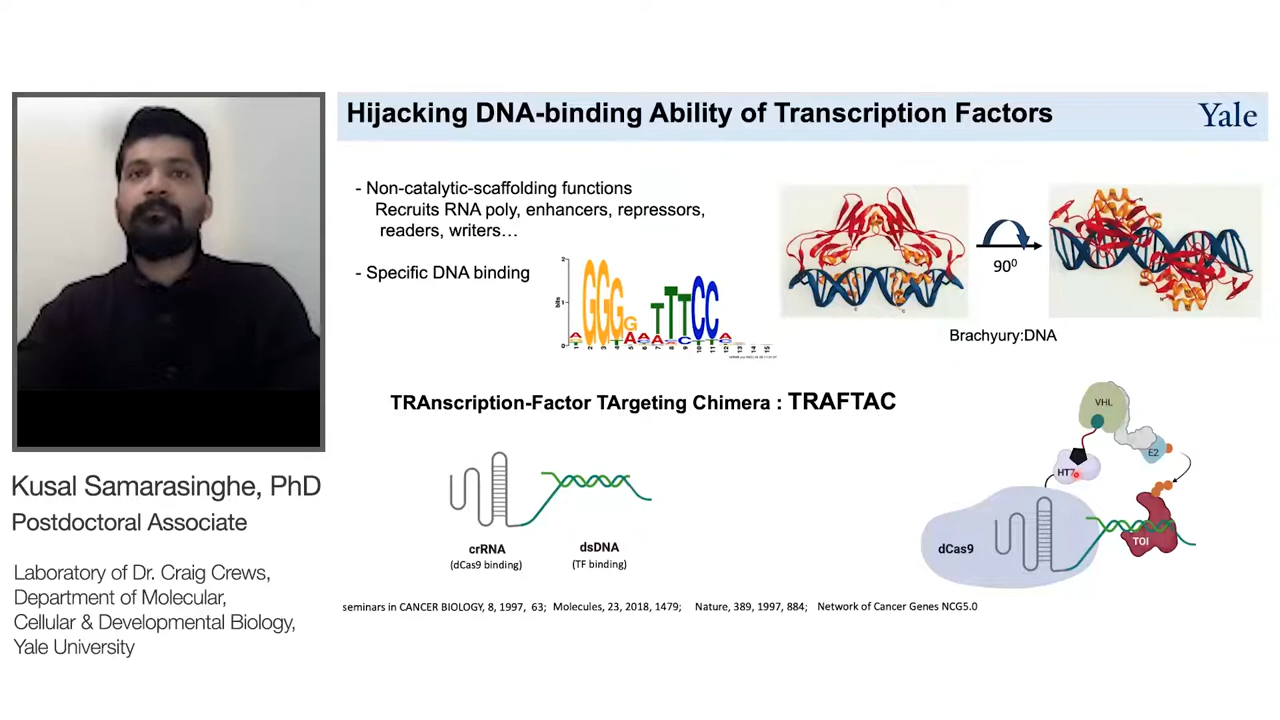 Hijacking DNA-binding Ability of Transcription Factors
Yale
- Non-catalytic-scaffolding functions
Recruits RNA poly, enhancers, repressors,
readers, writers…
- Specific DNA binding
90⁰
Brachyury:DNA
TRAnscription-Factor TArgeting Chimera : TRAFTAC
crRNA
(dCas9 binding)
dsDNA
(TF binding)
VHL
E2
HT7
dCas9
TOI
seminars in CANCER BIOLOGY, 8, 1997, 63; Molecules, 23, 2018, 1479; Nature, 389, 1997, 884; Network of Cancer Genes NCG5.0
Kusal Samarasinghe, PhD
Postdoctoral Associate
Laboratory of Dr. Craig Crews,
Department of Molecular,
Cellular & Developmental Biology,
Yale University